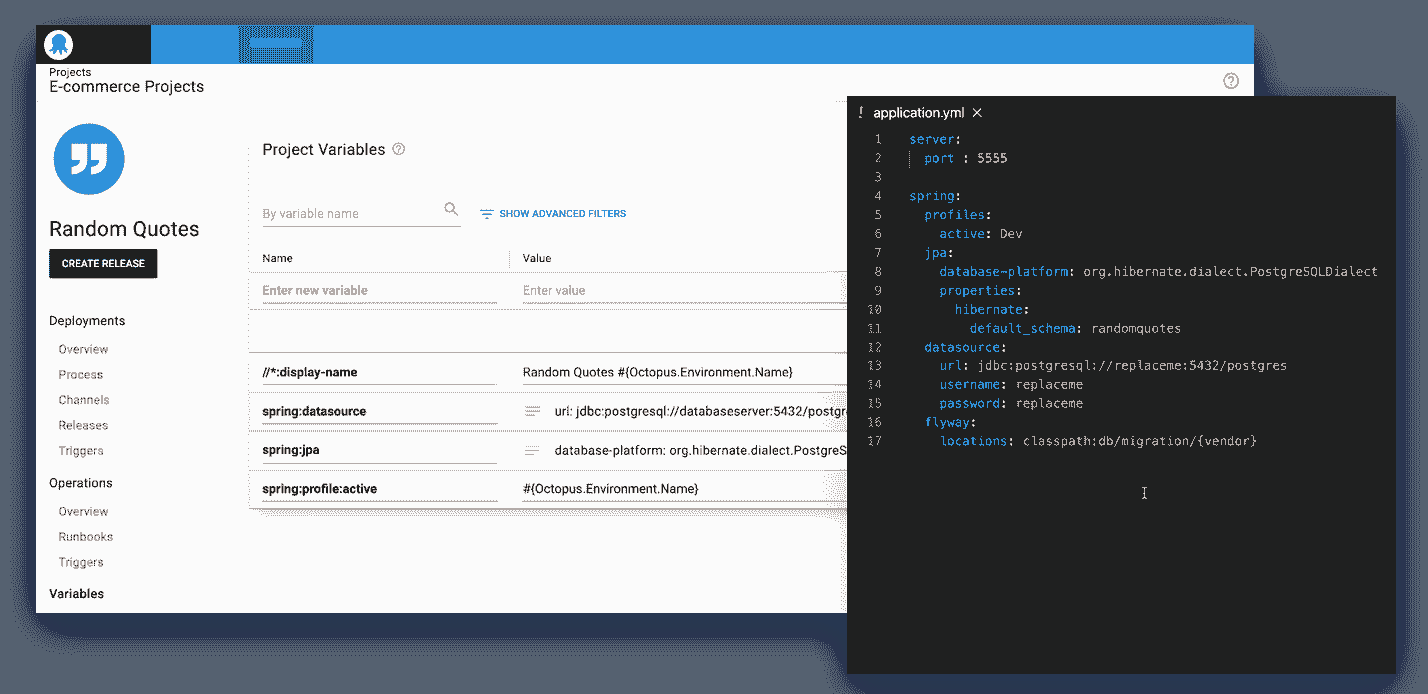 Projects
E-commerce Projects
Random Quotes
CREATE RELEASE
Deployments
Overview
Process
Channels
Releases
Triggers
Operations
Overview
Runbooks
Triggers
Variables
Project Variables
By variable name
SHOW ADVANCED FILTERS
Name Value
Enter new variable Enter value
//*:display-name Random Quotes #{Octopus.Environment.Name}
spring:datasource url: jdbc:postgresql://databaseserver:5432/postgr
spring:jpa database-platform: org.hibernate.dialect.PostgreS
spring:profile:active #{Octopus.Environment.Name}
! application.yml ×
1 server:
2 port : 5555
3
4 spring:
5 profiles:
6 active: Dev
7 jpa:
8 database-platform: org.hibernate.dialect.PostgreSQLDialect
9 properties:
10 hibernate:
11 default_schema: randomquotes
12 datasource:
13 url: jdbc:postgresql://replaceme:5432/postgres
14 username: replaceme
15 password: replaceme
16 flyway:
17 locations: classpath:db/migration/{vendor}